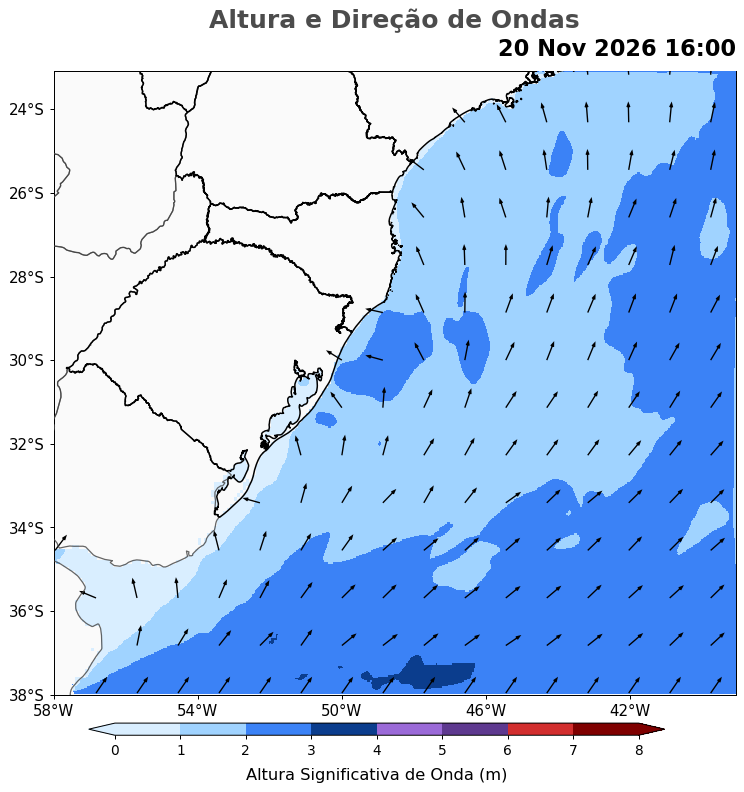 Altura e Direção de Ondas
20 Nov 2026 16:00
24°S
26°S
28°S
30°S
32°S
34°S
36°S
38°S
58°W 54°W 50°W 46°W 42°W
0 1 2 3 4 5 6 7 8
Altura Significativa de Onda (m)